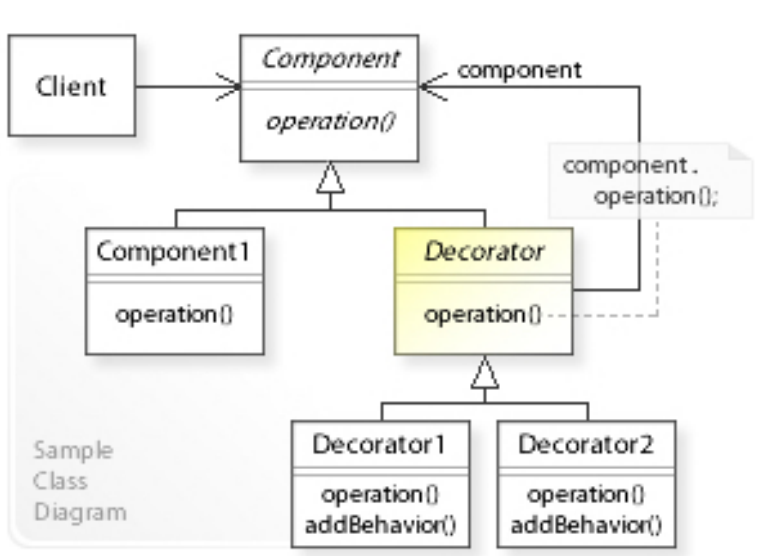 Client
Component
operation()
component
component.
operation();
Component1
operation()
Decorator
operation()
Decorator1
operation()
addBehavior()
Decorator2
operation()
addBehavior()
Sample
Class
Diagram